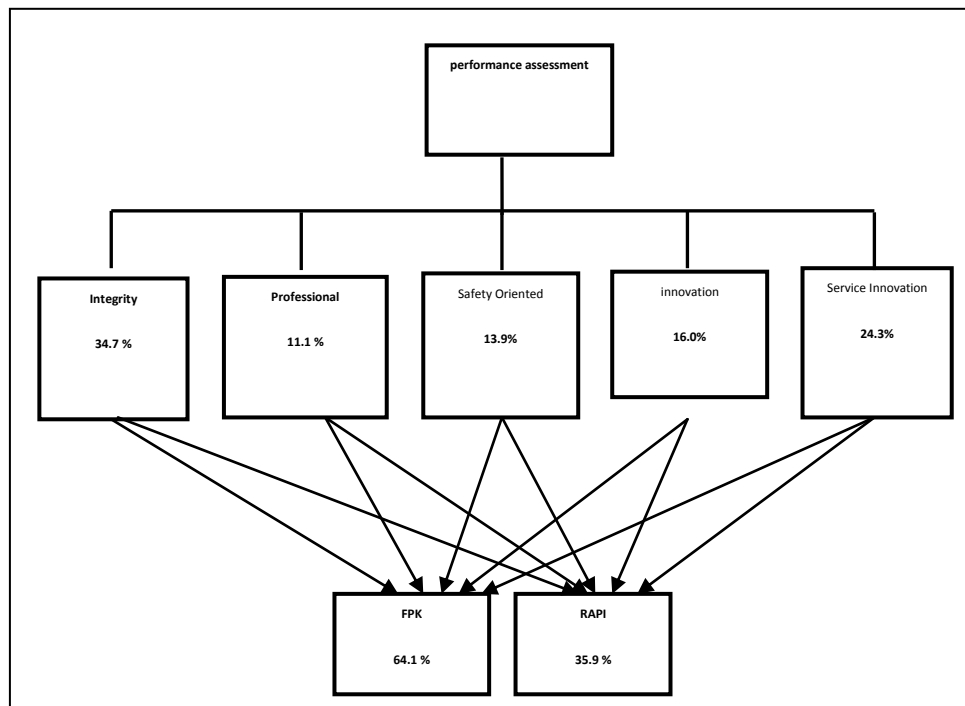 performance assessment
Integrity
34.7 %
Professional
11.1 %
Safety Oriented
13.9%
innovation
16.0%
Service Innovation
24.3%
FPK
64.1 %
RAPI
35.9 %